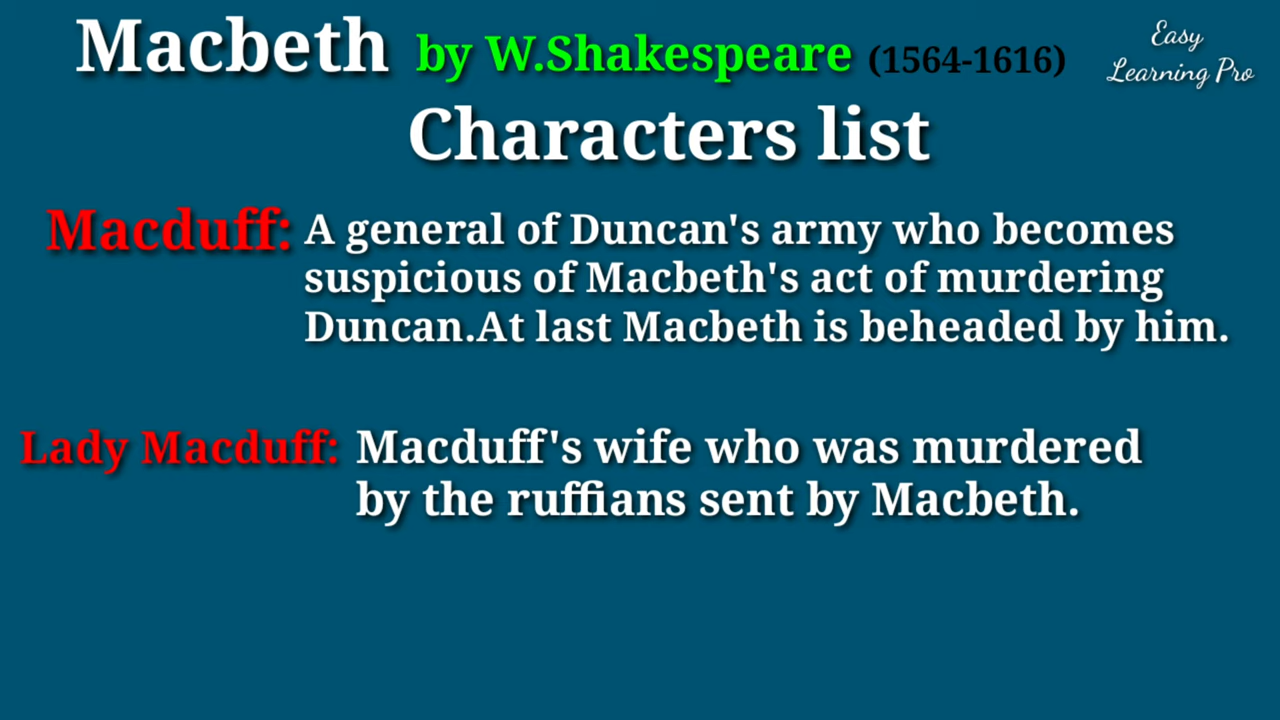 Macbeth by W.Shakespeare (1564-1616)
Easy
Learning Pro
Characters list
Macduff: A general of Duncan's army who becomes
suspicious of Macbeth's act of murdering
Duncan.At last Macbeth is beheaded by him.
Lady Macduff: Macduff's wife who was murdered
by the ruffians sent by Macbeth.